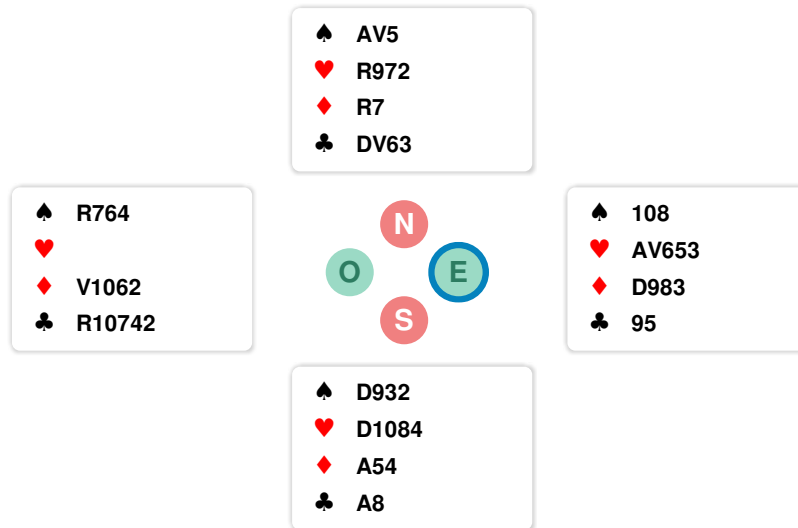 ♠ AV5
♥ R972
♦ R7
♣ DV63
♠ R764
♥
♦ V1062
♣ R10742
N
O E
S
♠ 108
♥ AV653
♦ D983
♣ 95
♠ D932
♥ D1084
♦ A54
♣ A8